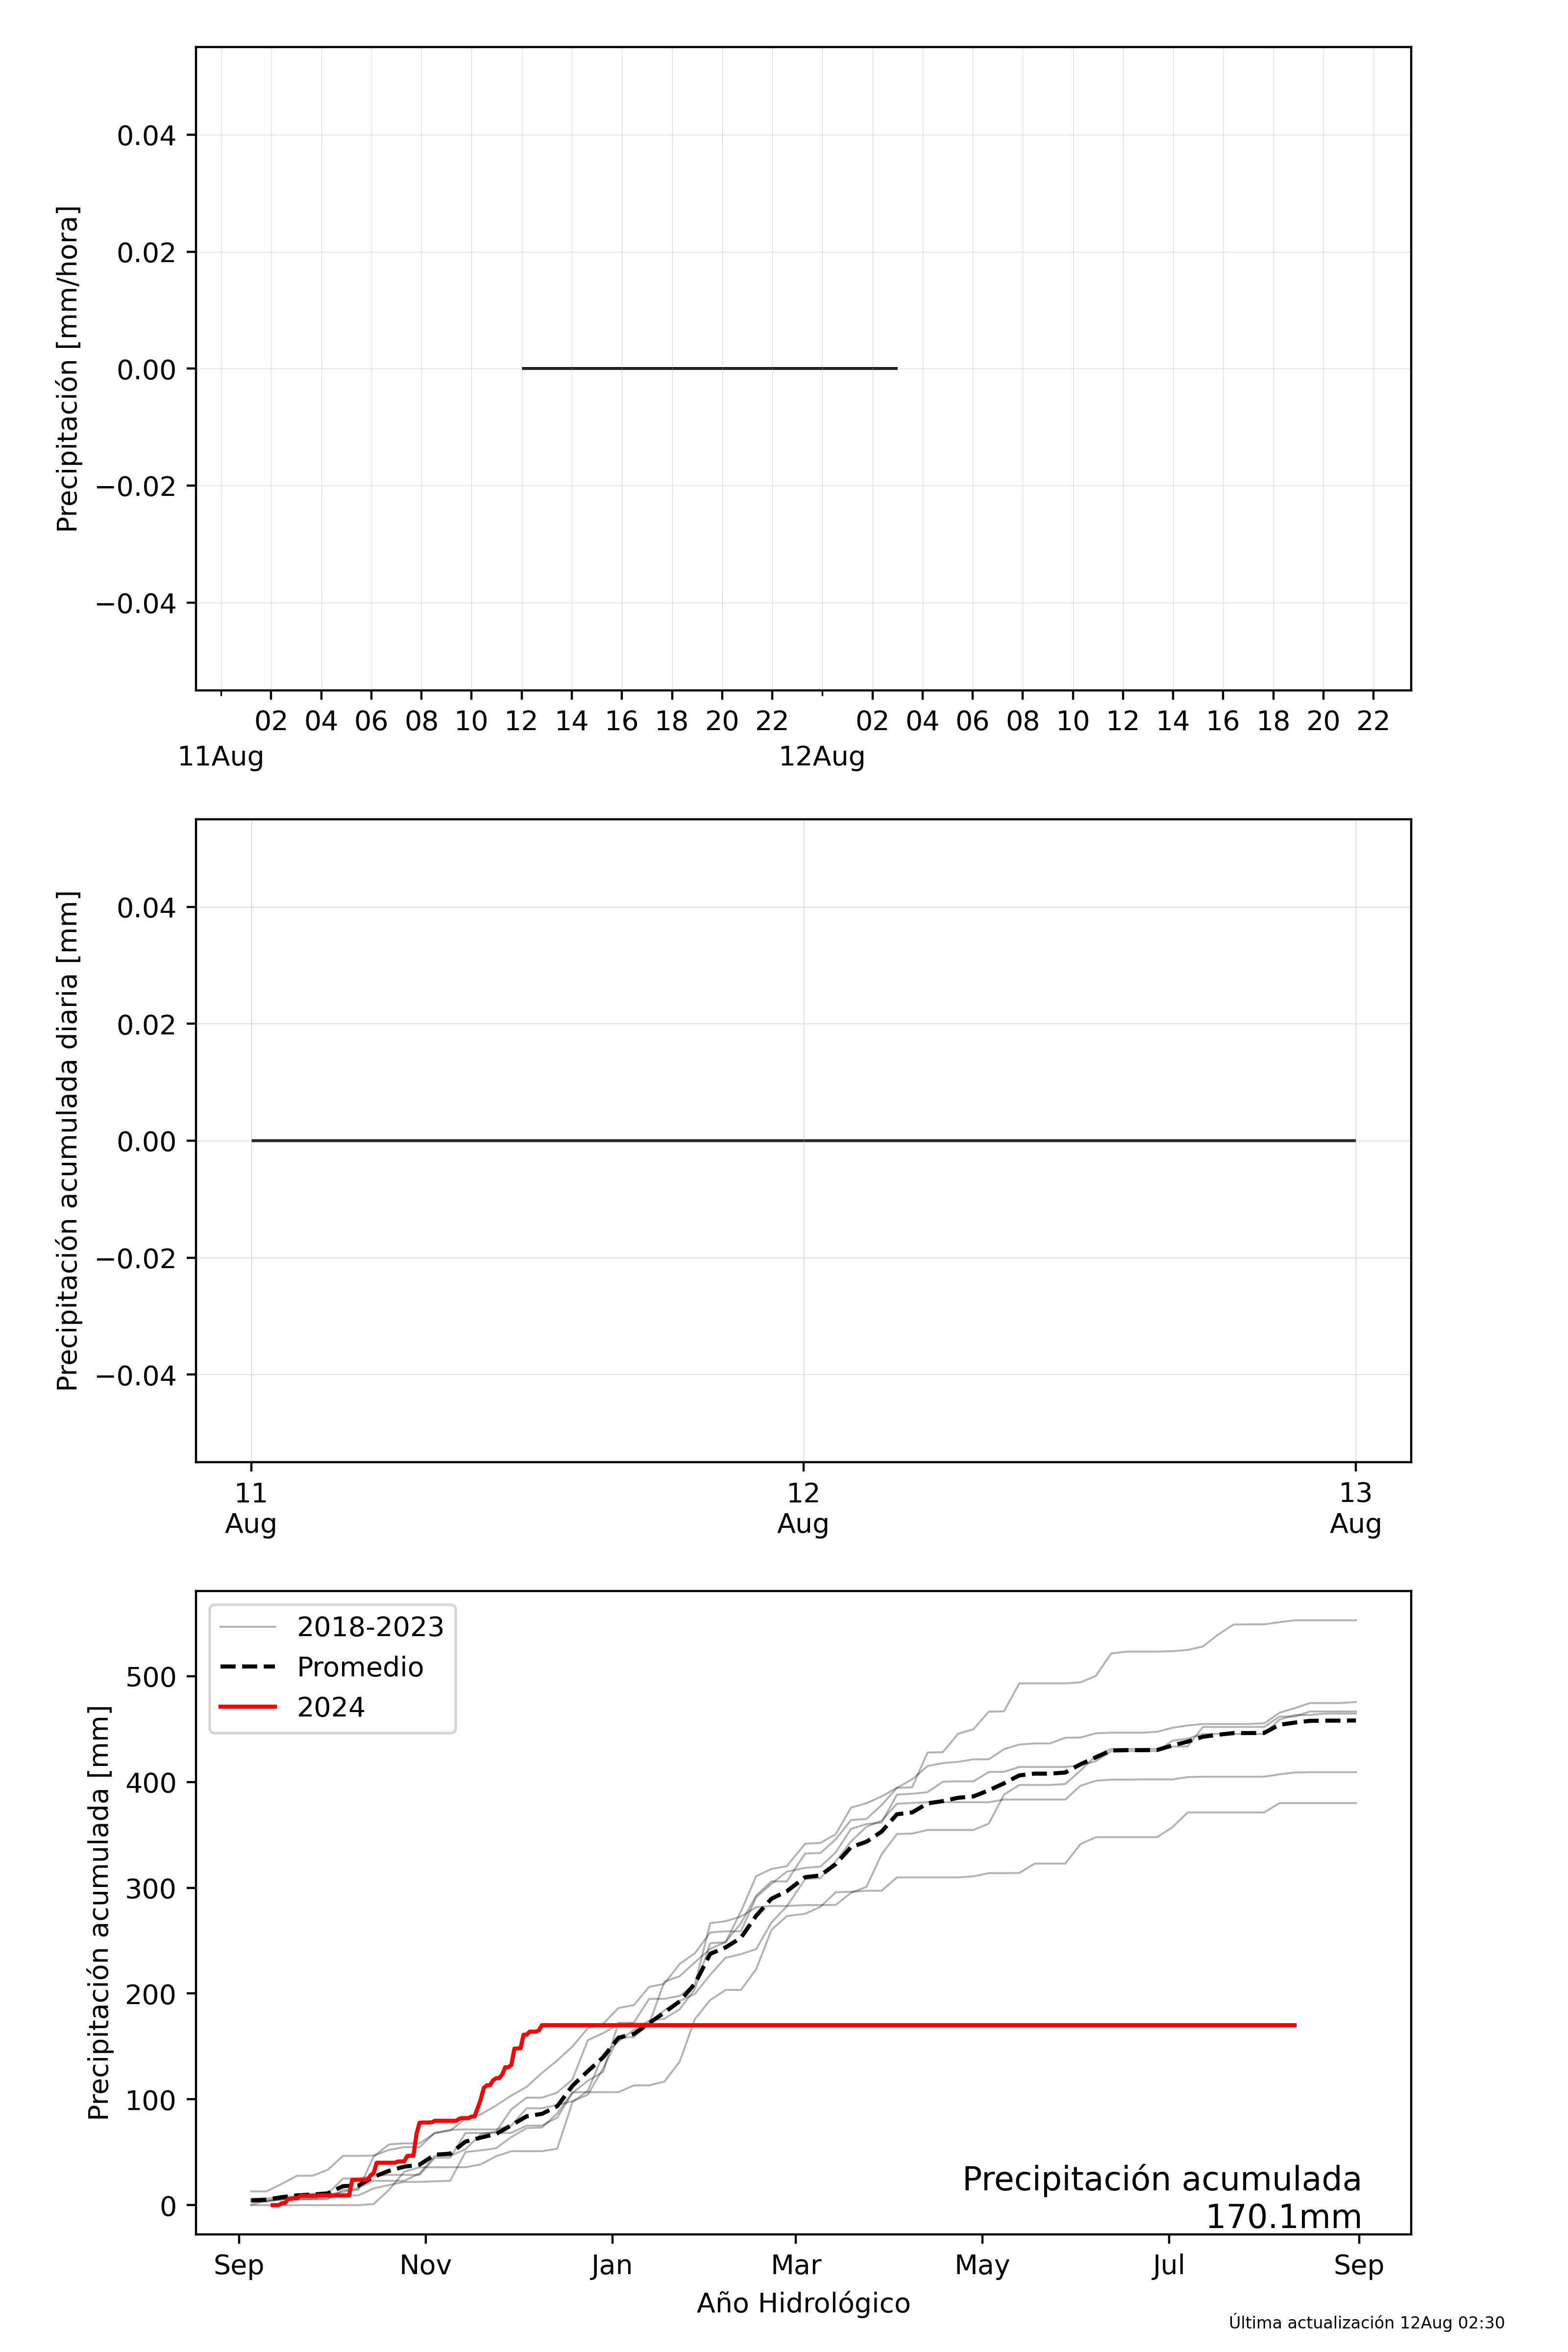 Precipitación [mm/hora]
0.04
0.02
0.00
−0.02
−0.04
02 04 06 08 10 12 14 16 18 20 22 02 04 06 08 10 12 14 16 18 20 22
11Aug 12Aug
Precipitación acumulada diaria [mm]
0.04
0.02
0.00
−0.02
−0.04
11 12 13
Aug Aug Aug
Precipitación acumulada [mm]
2018-2023
Promedio
2024
500
400
300
200
100
0
Precipitación acumulada
170.1mm
Sep Nov Jan Mar May Jul Sep
Año Hidrológico
Última actualización 12Aug 02:30